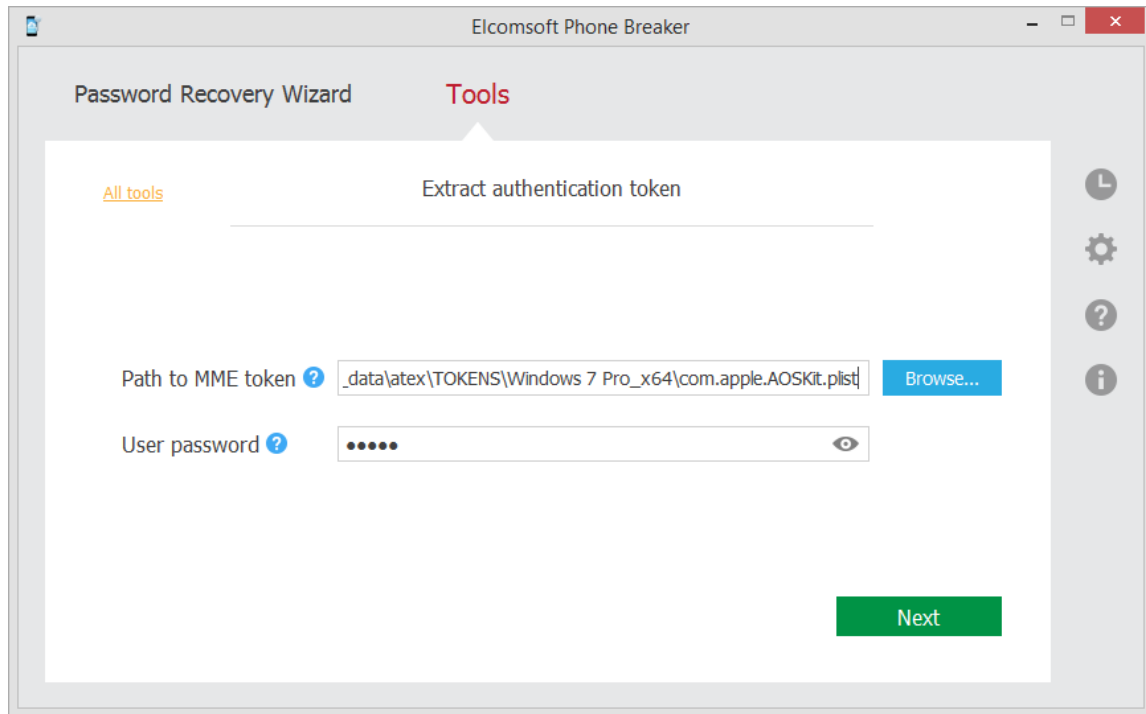 Elcomsoft Phone Breaker
Password Recovery Wizard Tools
All tools
Extract authentication token
Path to MME token ? _data\atex\TOKENS\Windows 7 Pro_x64\com.apple.AOSKit.plist Browse...
User password ? •••••
Next